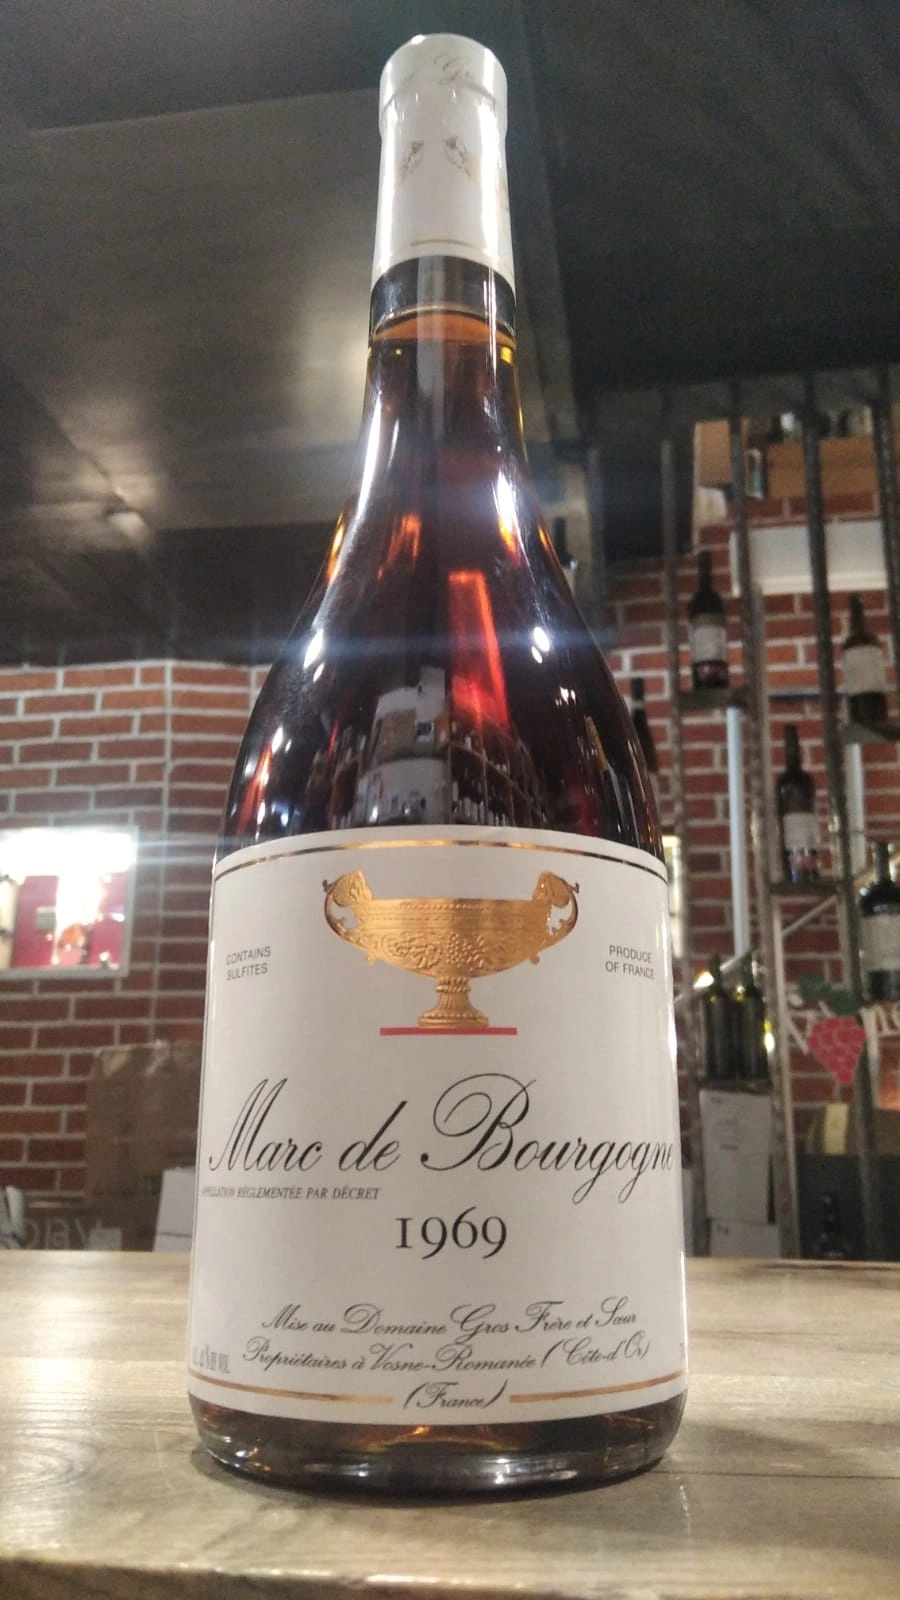 CONTAINS
SULFITES
PRODUCE
OF FRANCE
Marc de Bourgogne
APPELLATION RÉGLEMENTÉE PAR DÉCRET
1969
Mise au Domaine Gros Frère et Sœur
Propriétaires à Vosne-Romanée (Côte-d'Or)
(France)